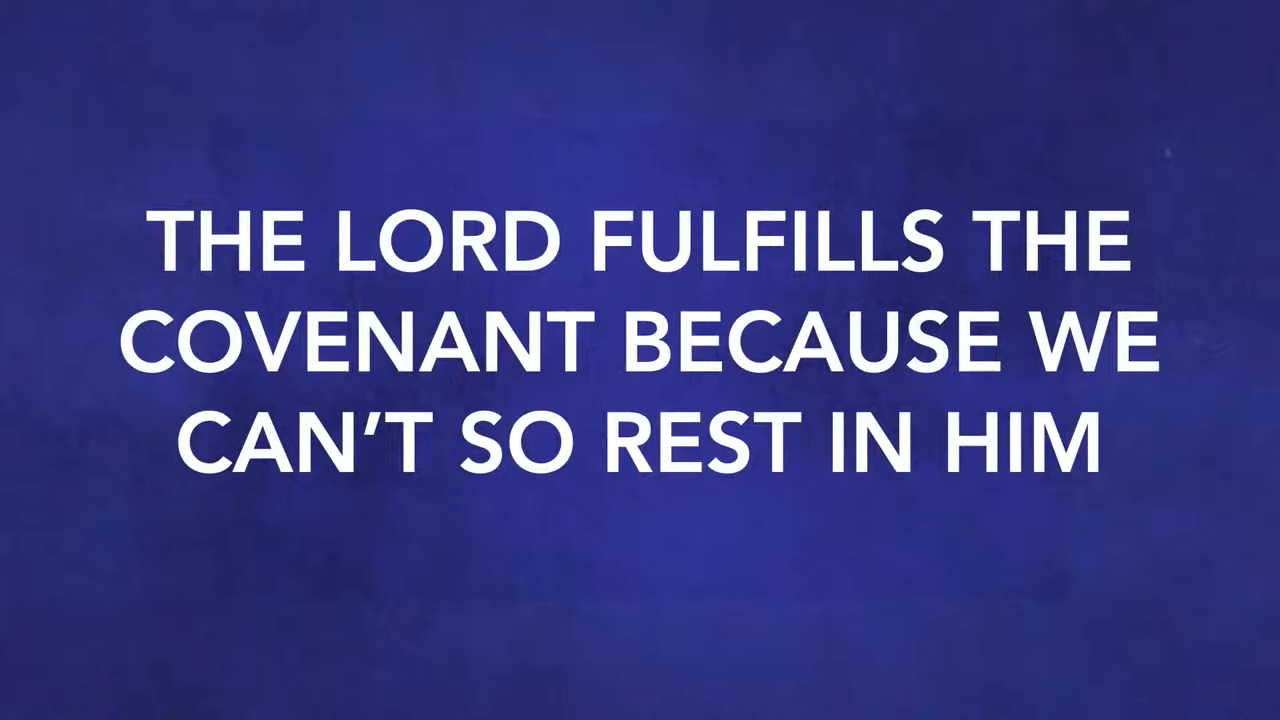 THE LORD FULFILLS THE
COVENANT BECAUSE WE
CAN’T SO REST IN HIM